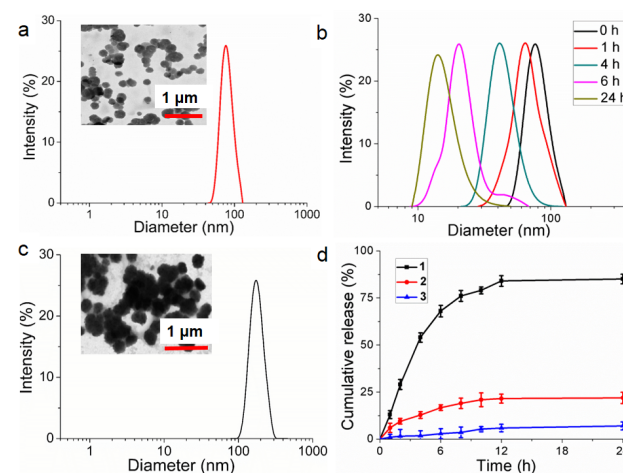 a
30
20
10
0
Intensity (%)
1 μm
1
10
100
1000
Diameter (nm)
b
30
20
10
0
Intensity (%)
0 h
1 h
4 h
6 h
24 h
10
100
Diameter (nm)
c
30
20
10
0
Intensity (%)
1 μm
1
10
100
1000
Diameter (nm)
d
100
75
50
25
0
Cumulative release (%)
1
2
3
0
6
12
18
Time (h)